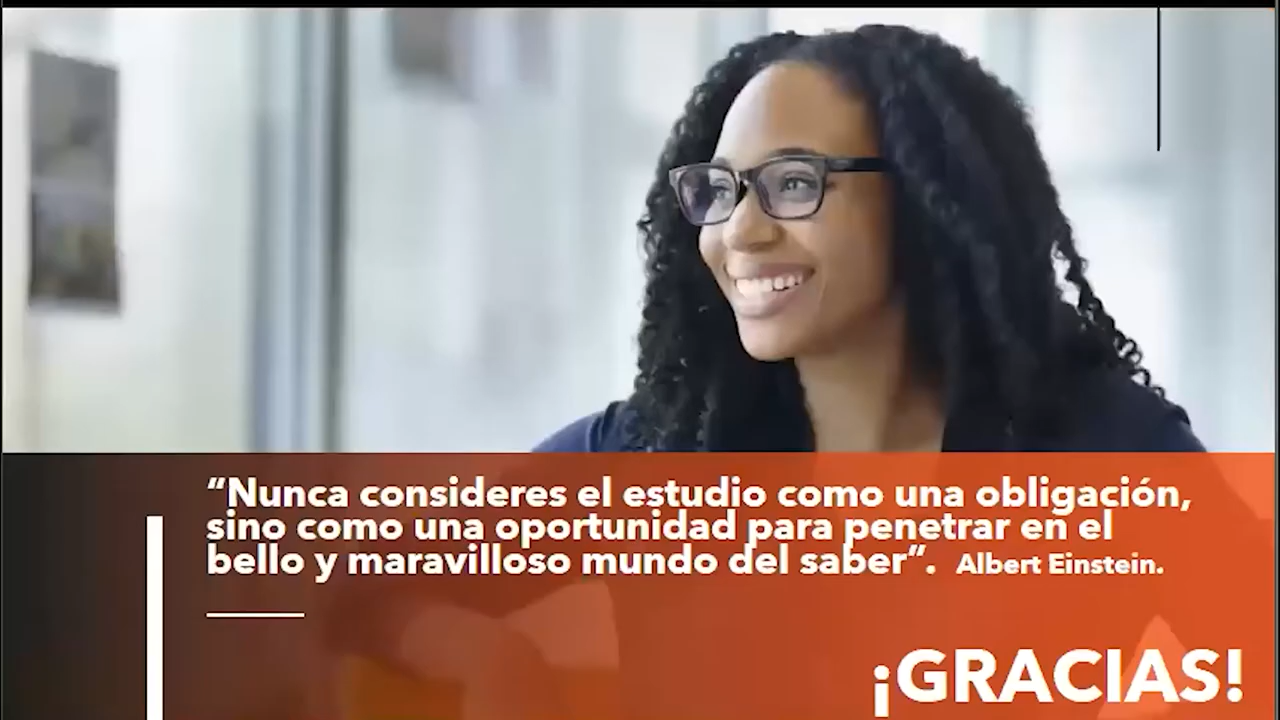 “Nunca consideres el estudio como una obligación,
sino como una oportunidad para penetrar en el
bello y maravilloso mundo del saber”. Albert Einstein.
¡GRACIAS!